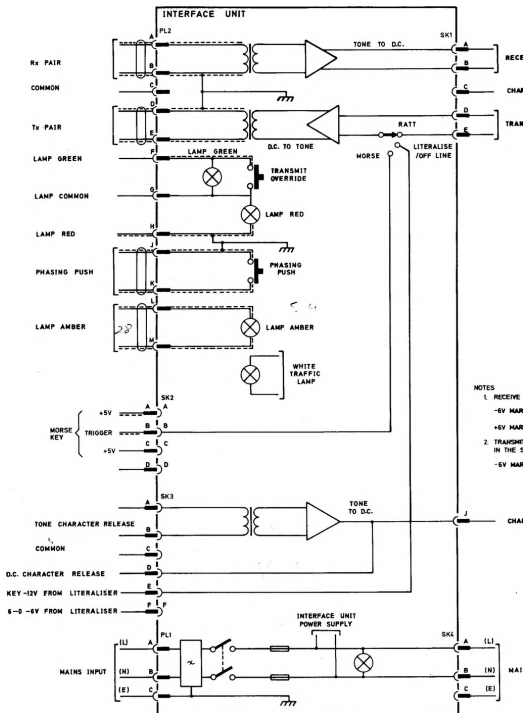 INTERFACE UNIT
PL2
SK1
A
B
C
D
E
F
G
H
J
K
L
M
Rx PAIR
COMMON
Tx PAIR
LAMP GREEN
LAMP COMMON
LAMP RED
PHASING PUSH
LAMP AMBER
TONE TO D.C.
D.C. TO TONE
RATT
MORSE
LITERALISE
/OFF LINE
LAMP GREEN
TRANSMIT
OVERRIDE
LAMP RED
PHASING
PUSH
LAMP AMBER
WHITE
TRAFFIC
LAMP
A
B
C
D
E
RECE
CHAR
TRAN
28
54
SK2
MORSE
KEY
+5V
A
A
TRIGGER
B
B
+5V
C
C
D
D
NOTES
1. RECEIVE
-6V MAR
+6V MAR
2. TRANSMIT
IN THE S
-6V MAR
SK3
A
TONE CHARACTER RELEASE
B
COMMON
C
D.C. CHARACTER RELEASE
D
KEY -12V FROM LITERALISER
E
6-0-6V FROM LITERALISER
F
F
TONE
TO D.C.
J
CHAR
MAINS INPUT
(L)
A
(N)
B
(E)
C
PL1
INTERFACE UNIT
POWER SUPPLY
SK4
A
(L)
B
(N)
C
(E)
MAI